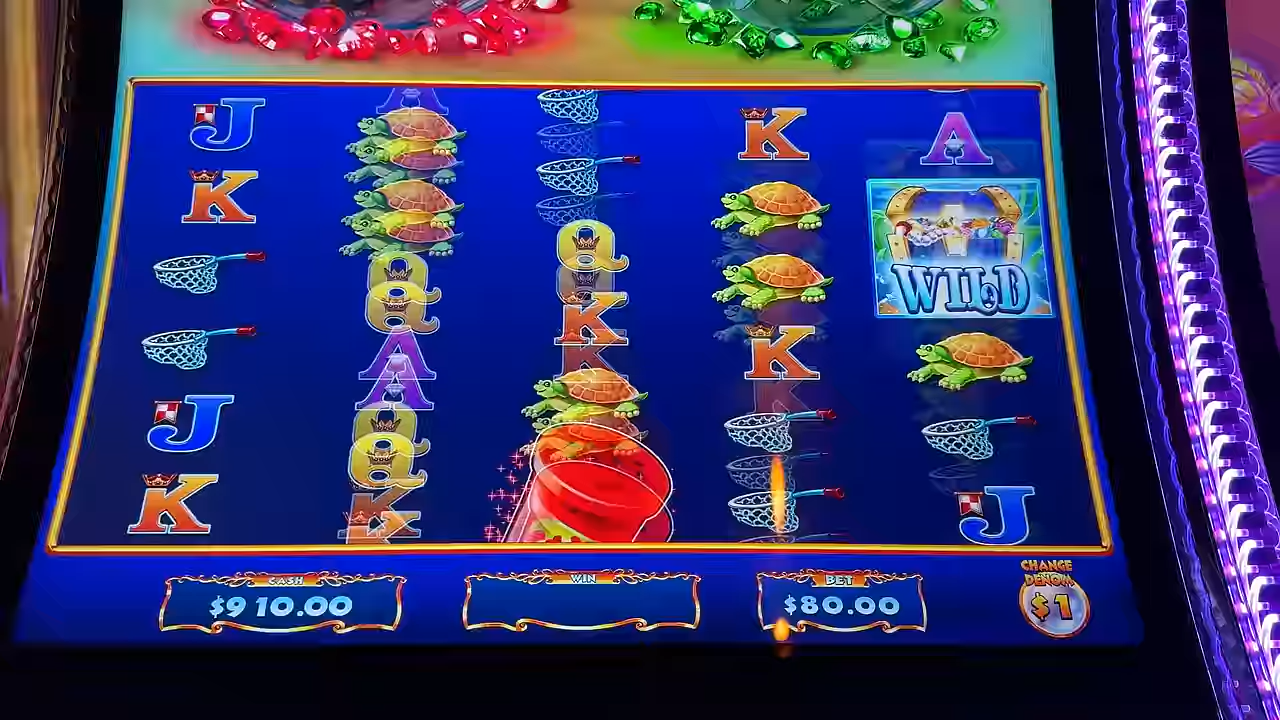 J
K
J
K
A
Q
Q
A
A
Q
Q
K
K
Q
K
K
K
K
A
WILD
J
CASH
$910.00
WIN
BET
$80.00
CHANGE
DENOM
$1